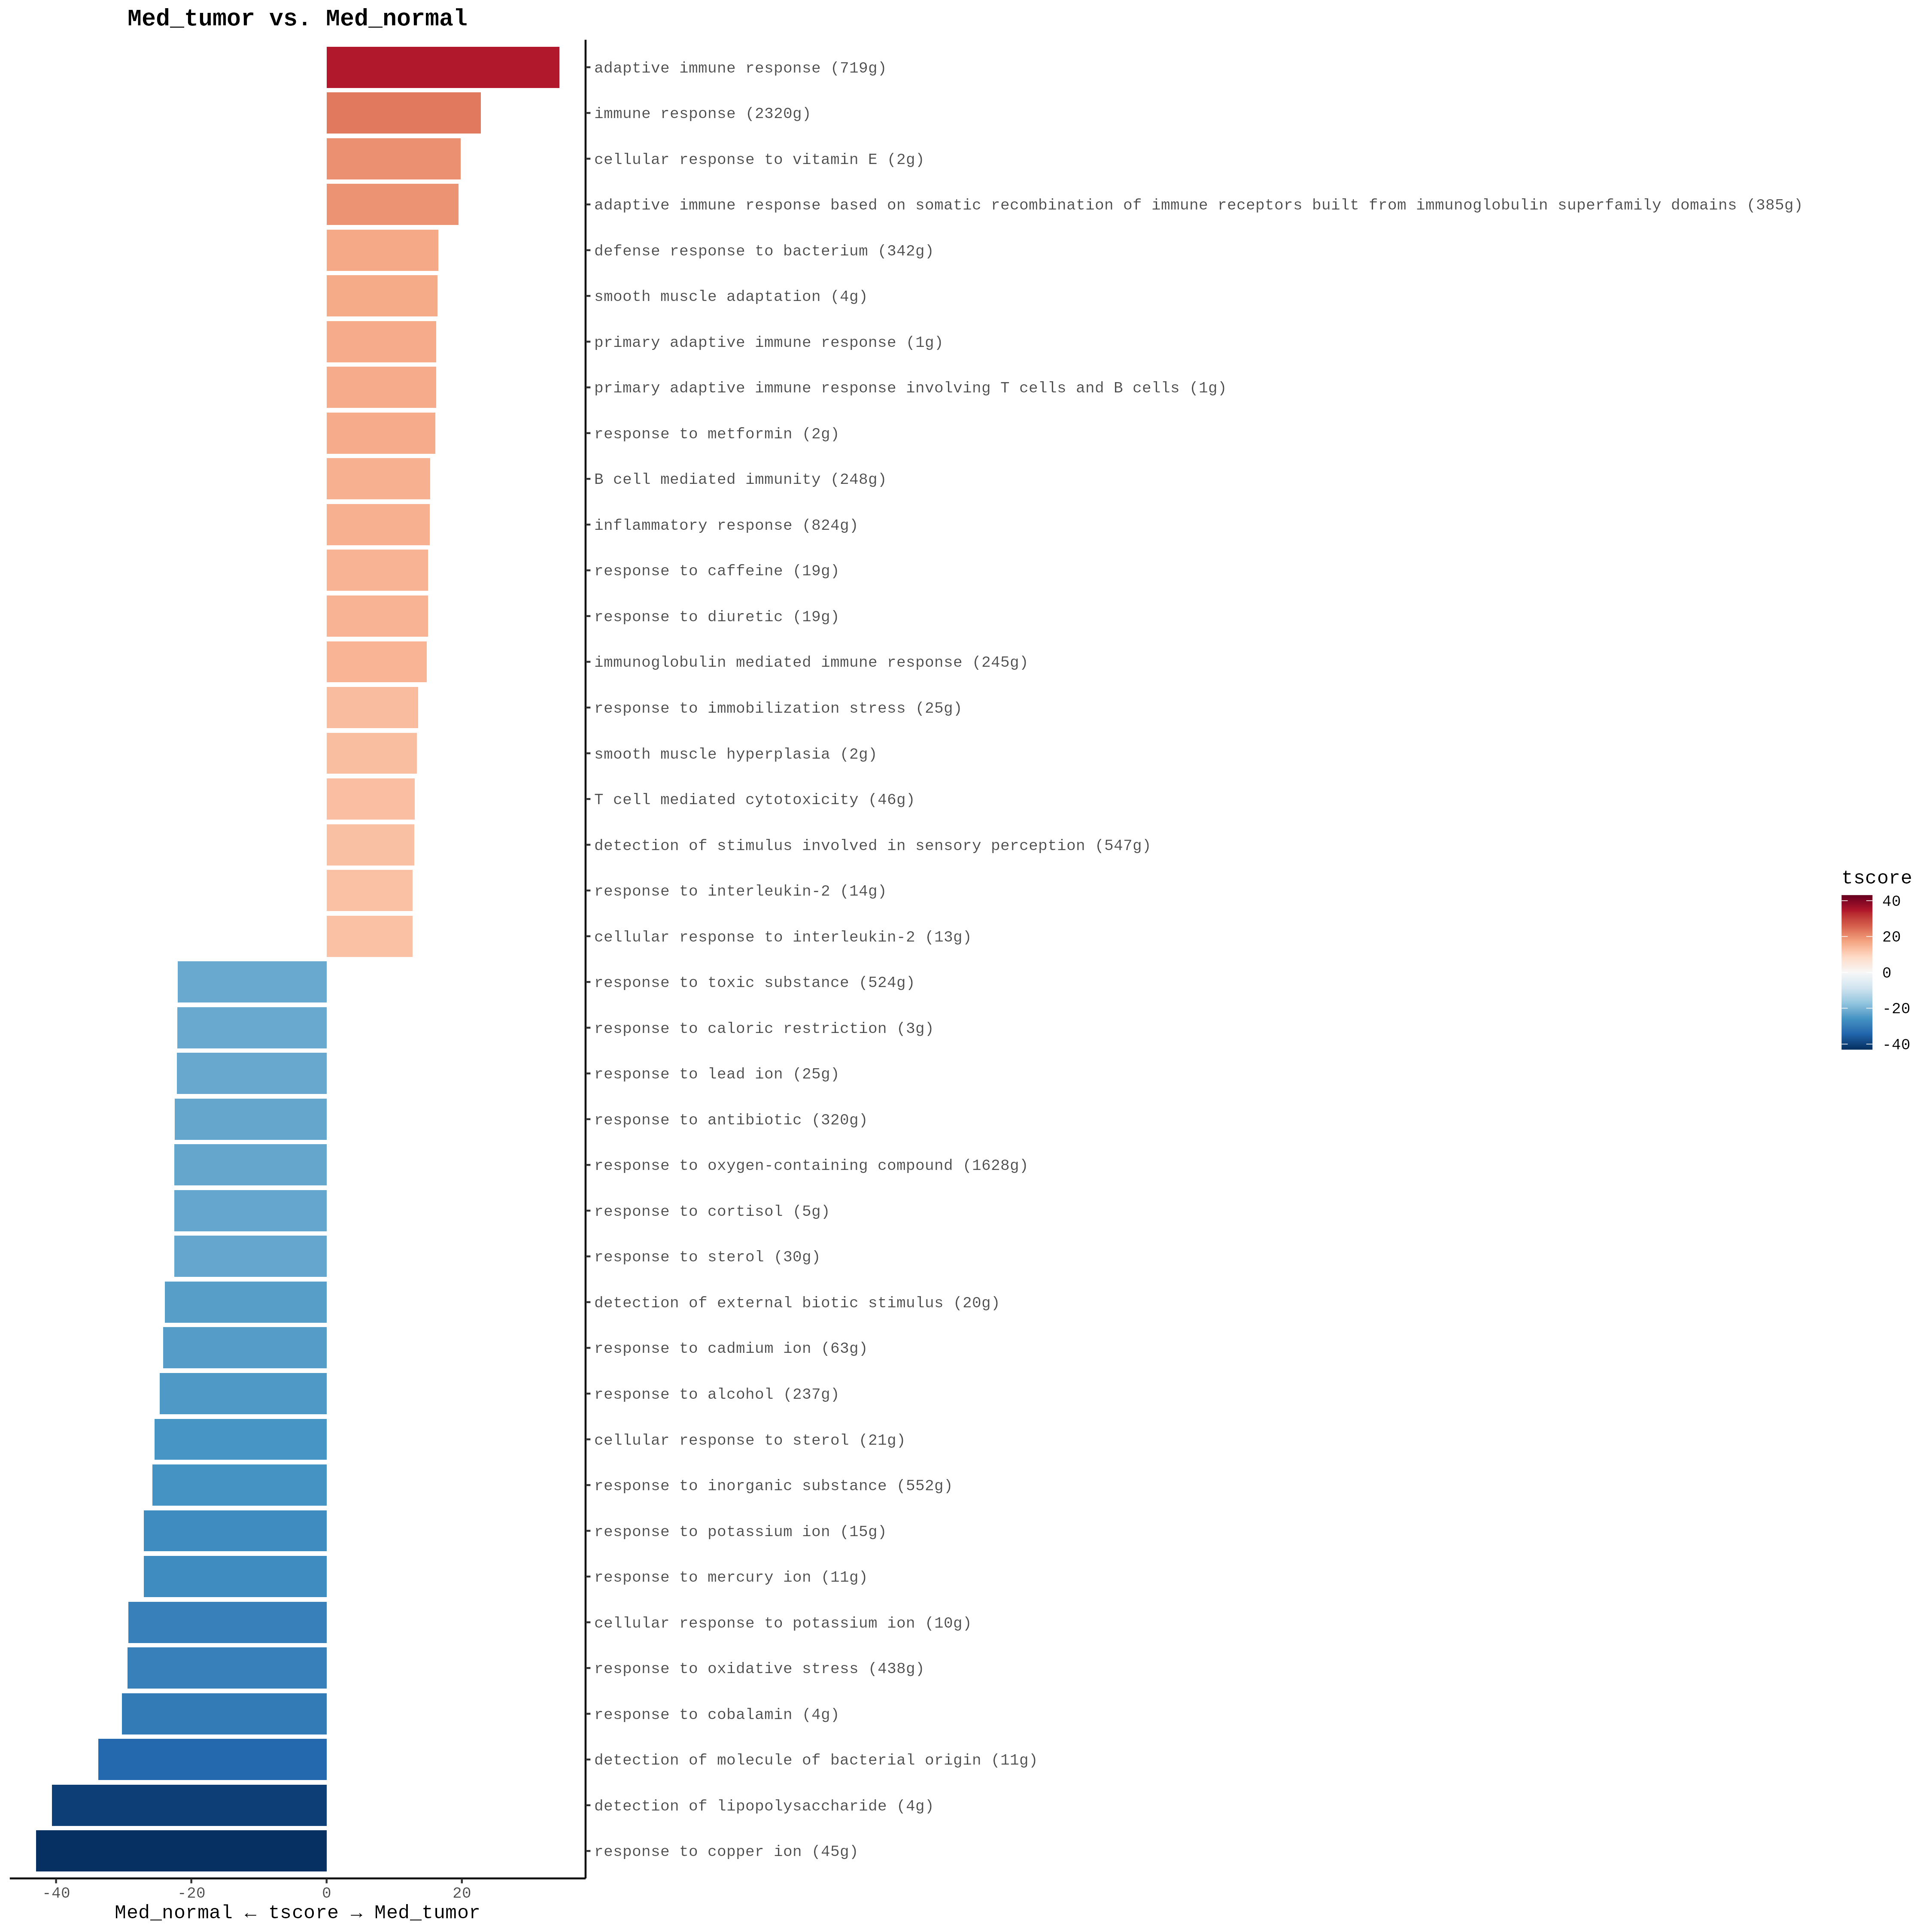 Med_tumor vs. Med_normal
adaptive immune response (719g)
immune response (2320g)
cellular response to vitamin E (2g)
adaptive immune response based on somatic recombination of immune receptors built from immunoglobulin superfamily domains (385g)
defense response to bacterium (342g)
smooth muscle adaptation (4g)
primary adaptive immune response (1g)
primary adaptive immune response involving T cells and B cells (1g)
response to metformin (2g)
B cell mediated immunity (248g)
inflammatory response (824g)
response to caffeine (19g)
response to diuretic (19g)
immunoglobulin mediated immune response (245g)
response to immobilization stress (25g)
smooth muscle hyperplasia (2g)
T cell mediated cytotoxicity (46g)
detection of stimulus involved in sensory perception (547g)
response to interleukin-2 (14g)
cellular response to interleukin-2 (13g)
response to toxic substance (524g)
response to caloric restriction (3g)
response to lead ion (25g)
response to antibiotic (320g)
response to oxygen-containing compound (1628g)
response to cortisol (5g)
response to sterol (30g)
detection of external biotic stimulus (20g)
response to cadmium ion (63g)
response to alcohol (237g)
cellular response to sterol (21g)
response to inorganic substance (552g)
response to potassium ion (15g)
response to mercury ion (11g)
cellular response to potassium ion (10g)
response to oxidative stress (438g)
response to cobalamin (4g)
detection of molecule of bacterial origin (11g)
detection of lipopolysaccharide (4g)
response to copper ion (45g)
-40 -20 0 20
Med_normal ← tscore → Med_tumor
tscore
40
20
0
-20
-40